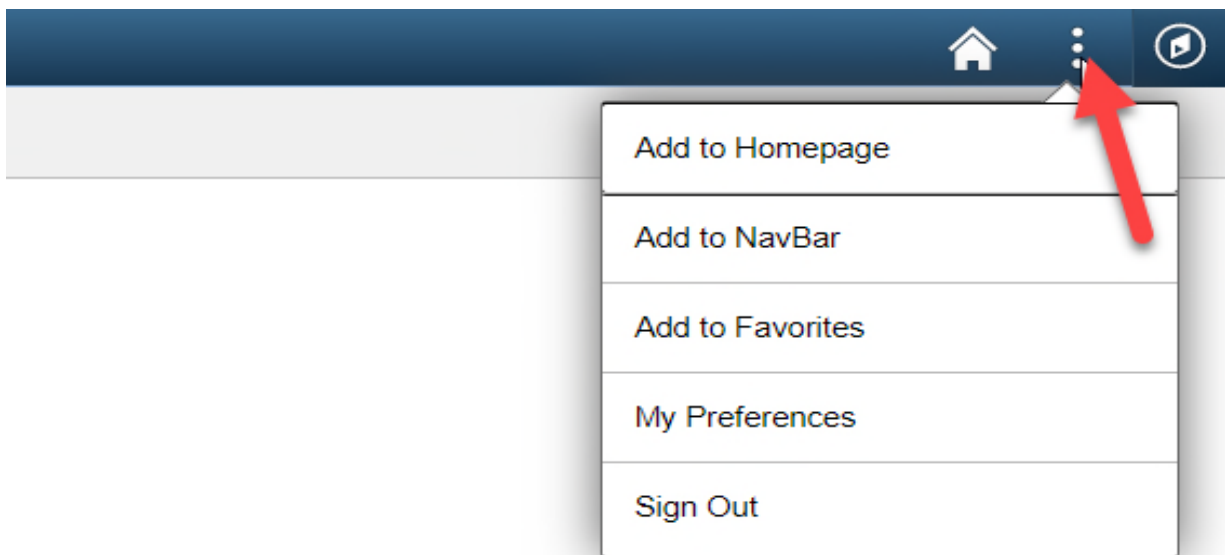 Add to Homepage
Add to NavBar
Add to Favorites
My Preferences
Sign Out